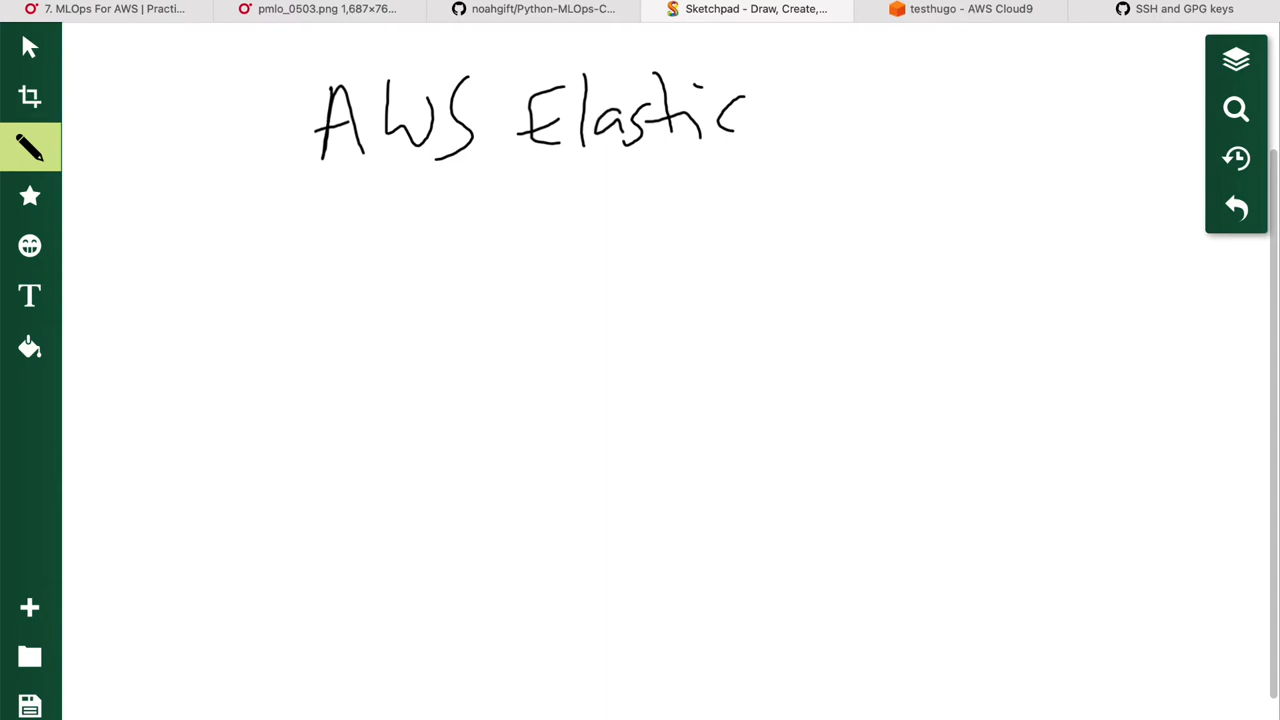 7. MLOps For AWS | Practi... pmlo_0503.png 1,687×76... noahgift/Python-MLOps-C... Sketchpad - Draw, Create,... testhugo - AWS Cloud9 SSH and GPG keys
AWS Elastic
T